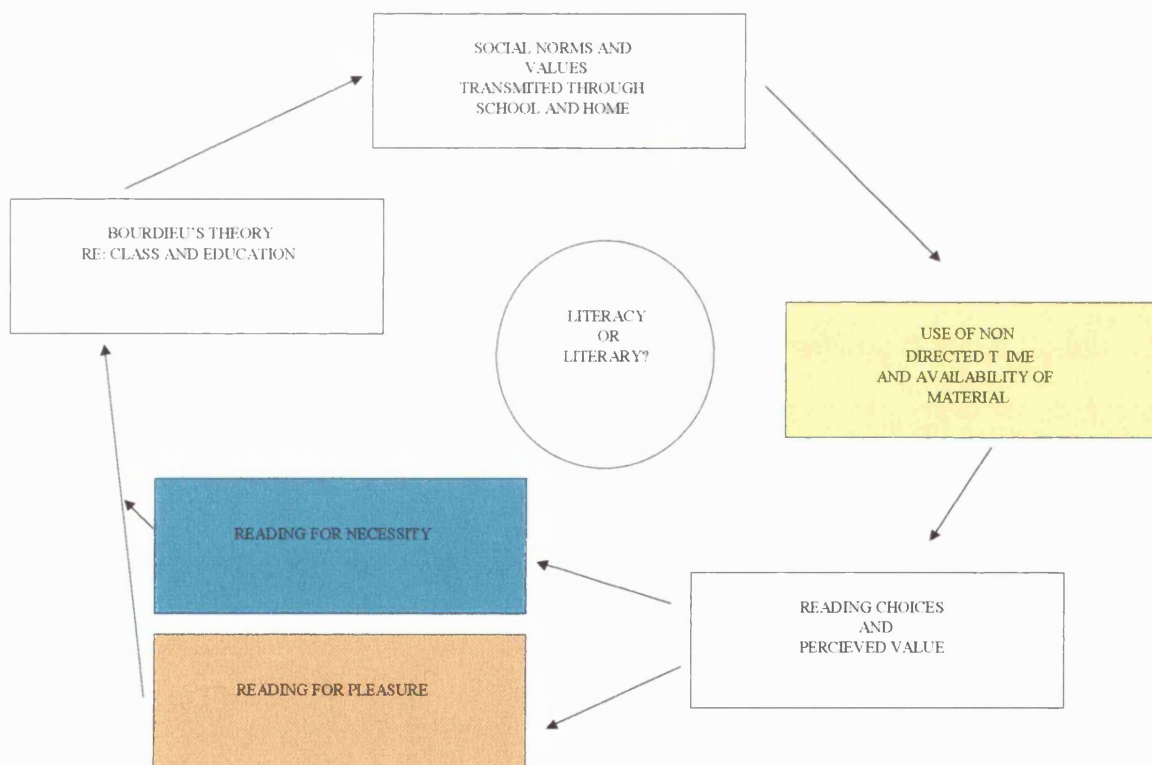 SOCIAL NORMS AND
VALUES
TRANSMITED THROUGH
SCHOOL AND HOME
BOURDIEU'S THEORY
RE: CLASS AND EDUCATION
LITERACY
OR
LITERARY?
USE OF NON
DIRECTED T IME
AND AVAILABILITY OF
MATERIAL
READING FOR NECESSITY
READING CHOICES
AND
PERCIEVED VALUE
READING FOR PLEASURE